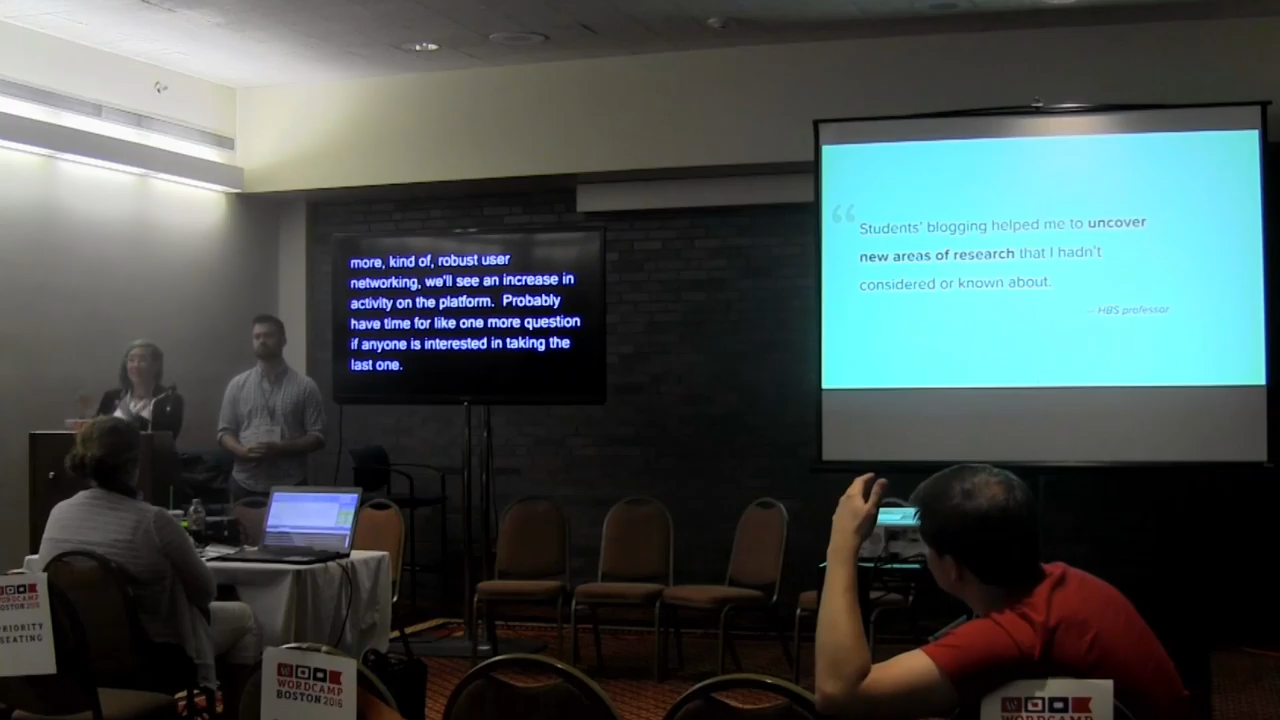 more, kind of, robust user
networking, we'll see an increase in
activity on the platform.  Probably
have time for like one more question
if anyone is interested in taking the
last one.
“
Students’ blogging helped me to uncover
new areas of research that I hadn’t
considered or known about.
– HBS professor
WORDCAMP
BOSTON 2016
PRIORITY
SEATING
WORDCAMP
BOSTON 2016
WORDCAMP